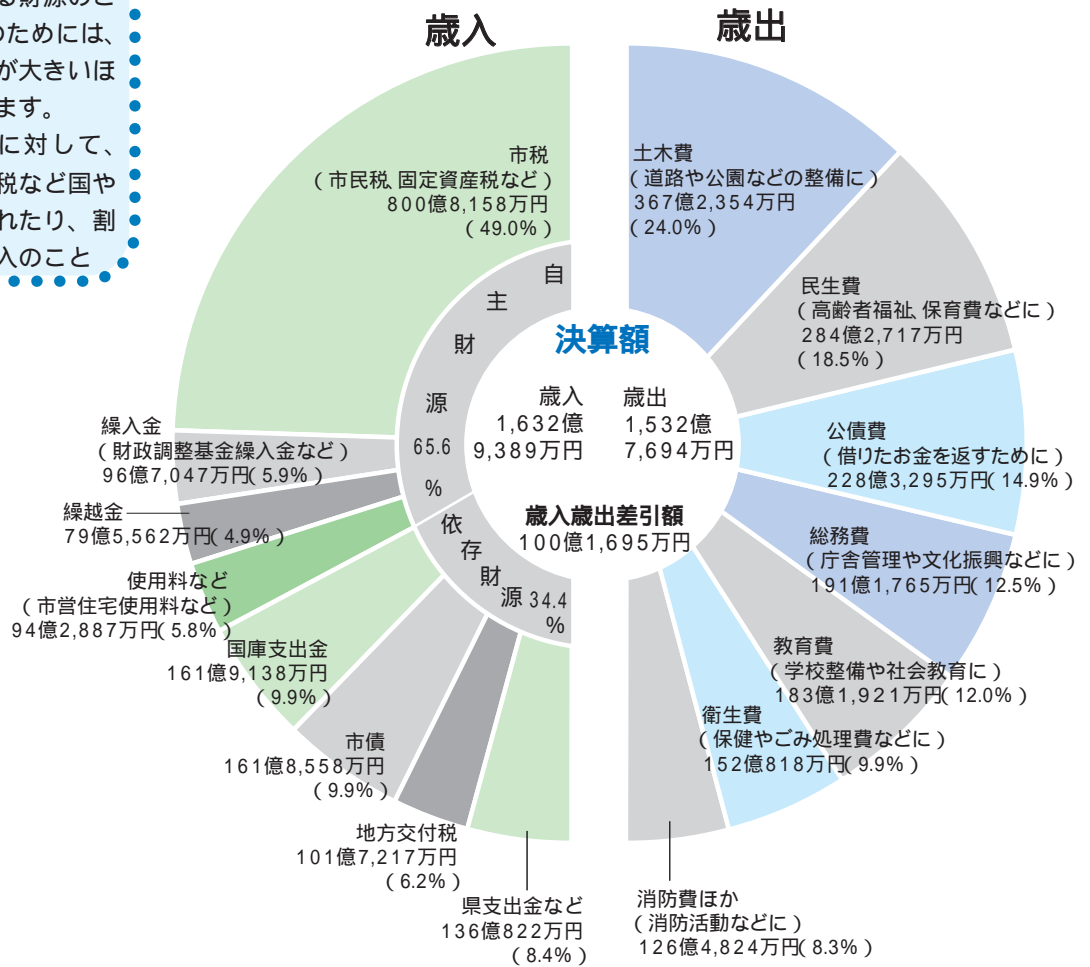 る財源のこ
のためには、
が大きいほ
ます。
に対して、
税など国や
れたり、割
入のこと
歳入
歳出
市税
（市民税、固定資産税など）
800億8,158万円
（49.0%）
繰入金
（財政調整基金繰入金など）
96億7,047万円（5.9%）
繰越金
79億5,562万円（4.9%）
使用料など
（市営住宅使用料など）
94億2,887万円（5.8%）
国庫支出金
161億9,138万円
（9.9%）
市債
161億8,558万円
（9.9%）
地方交付税
101億7,217万円
（6.2%）
県支出金など
136億822万円
（8.4%）
自主財源
65.6
%
依存財源
34.4
%
決算額
歳入
1,632億
9,389万円
歳出
1,532億
7,694万円
歳入歳出差引額
100億1,695万円
土木費
（道路や公園などの整備に）
367億2,354万円
（24.0%）
民生費
（高齢者福祉、保育費などに）
284億2,717万円
（18.5%）
公債費
（借りたお金を返すために）
228億3,295万円（14.9%）
総務費
（庁舎管理や文化振興などに）
191億1,765万円（12.5%）
教育費
（学校整備や社会教育に）
183億1,921万円（12.0%）
衛生費
（保健やごみ処理費などに）
152億818万円（9.9%）
消防費ほか
（消防活動などに）
126億4,824万円（8.3%）